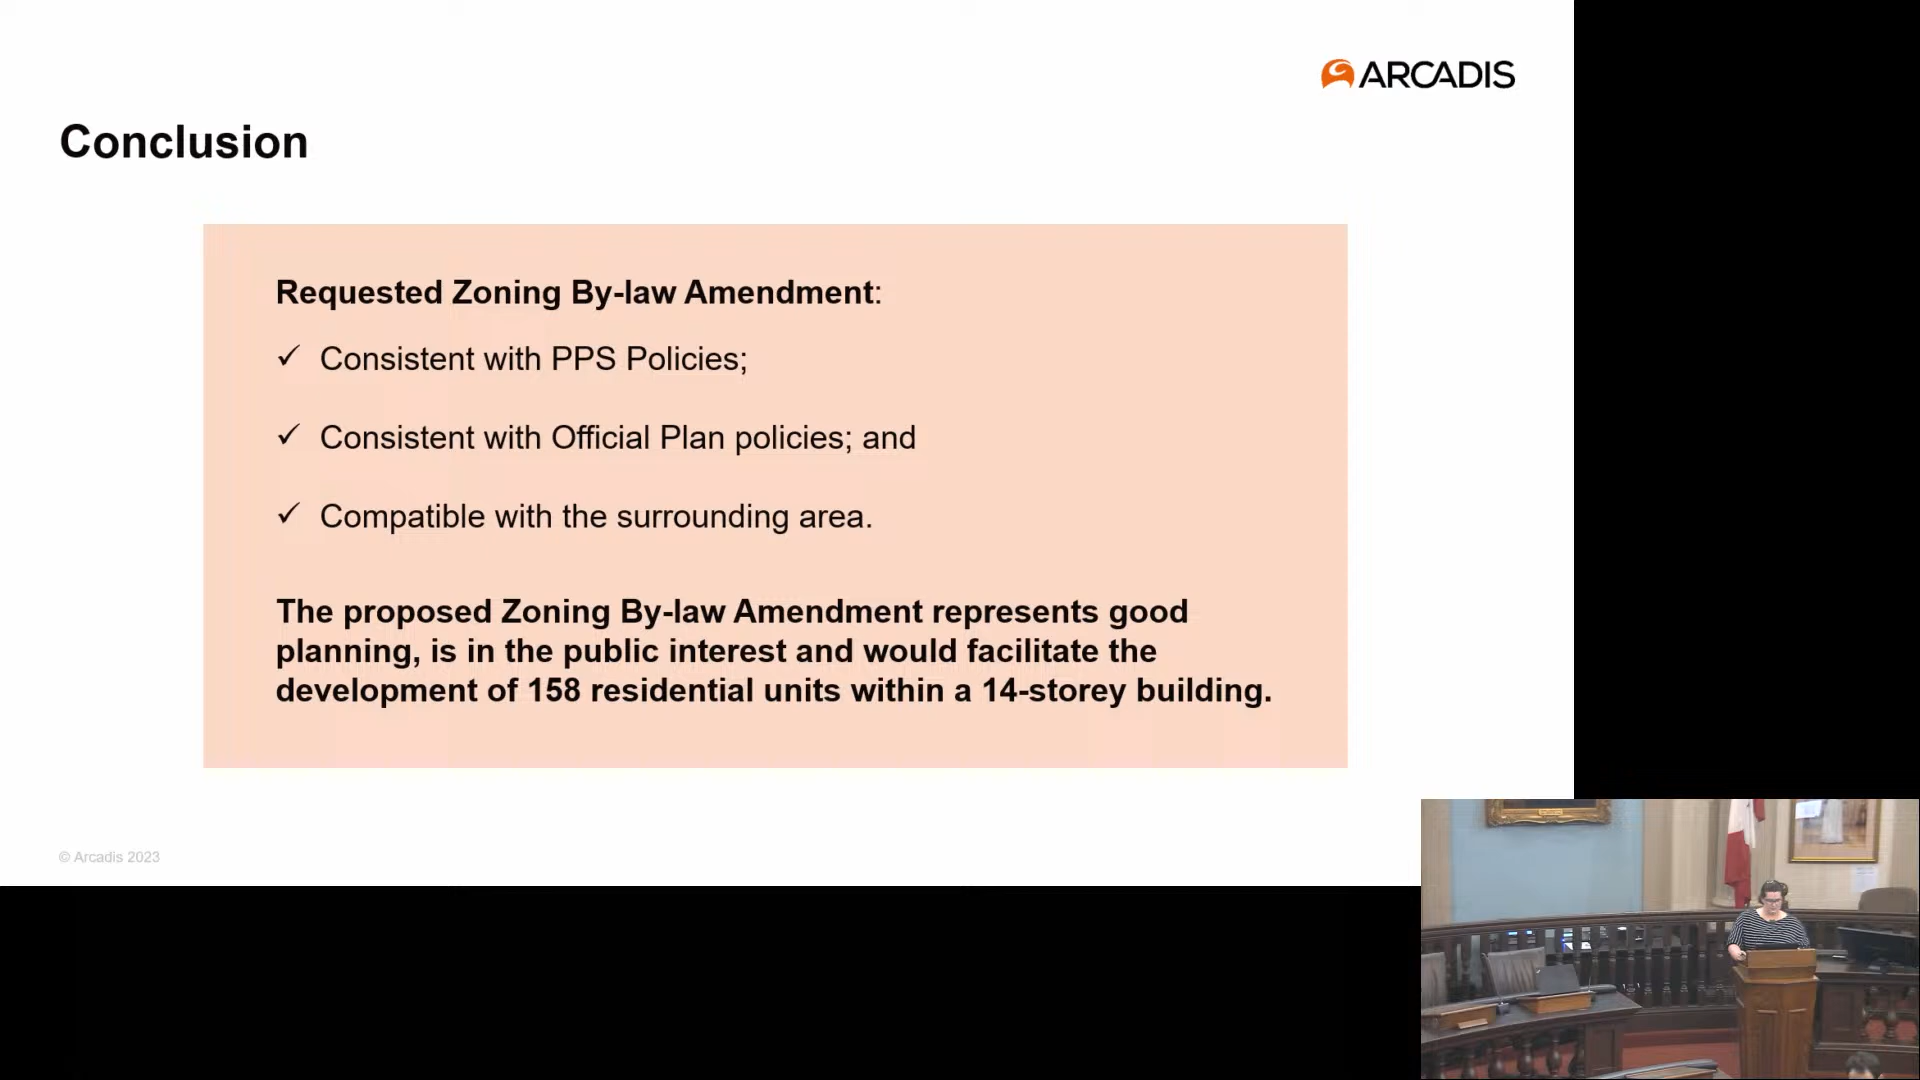 ARCADIS
Conclusion
Requested Zoning By-law Amendment:
✓ Consistent with PPS Policies;
✓ Consistent with Official Plan policies; and
✓ Compatible with the surrounding area.
The proposed Zoning By-law Amendment represents good
planning, is in the public interest and would facilitate the
development of 158 residential units within a 14-storey building.
© Arcadis 2023